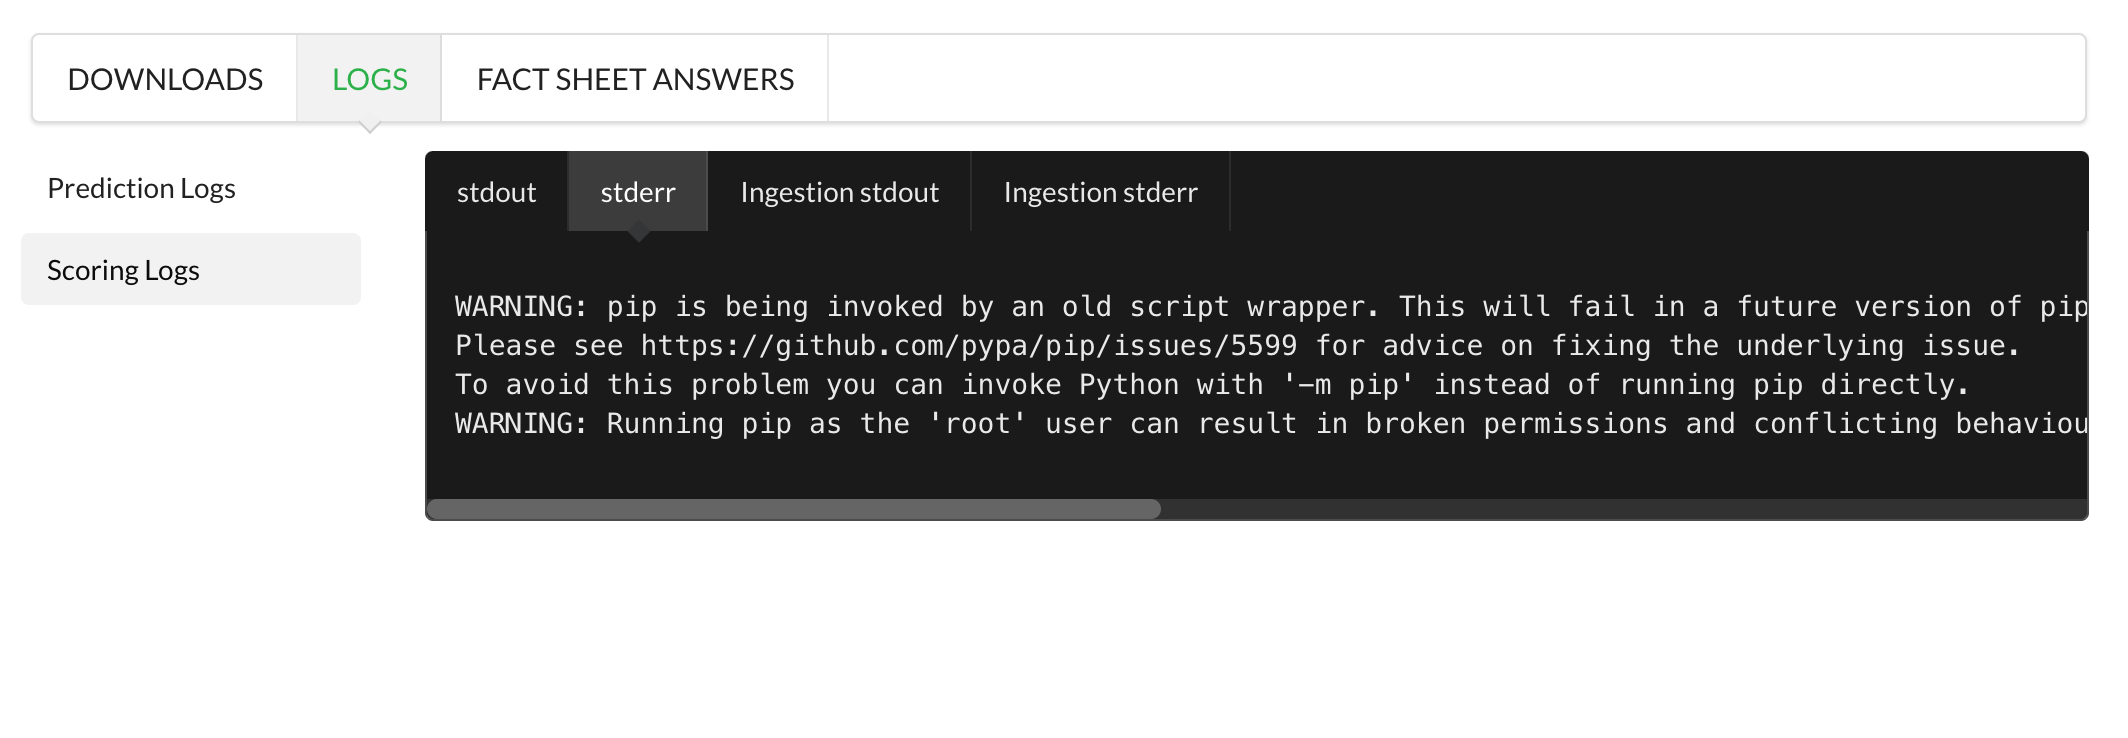 DOWNLOADS LOGS FACT SHEET ANSWERS
Prediction Logs
Scoring Logs
stdout stderr Ingestion stdout Ingestion stderr
WARNING: pip is being invoked by an old script wrapper. This will fail in a future version of pip
Please see https://github.com/pypa/pip/issues/5599 for advice on fixing the underlying issue.
To avoid this problem you can invoke Python with '-m pip' instead of running pip directly.
WARNING: Running pip as the 'root' user can result in broken permissions and conflicting behaviou